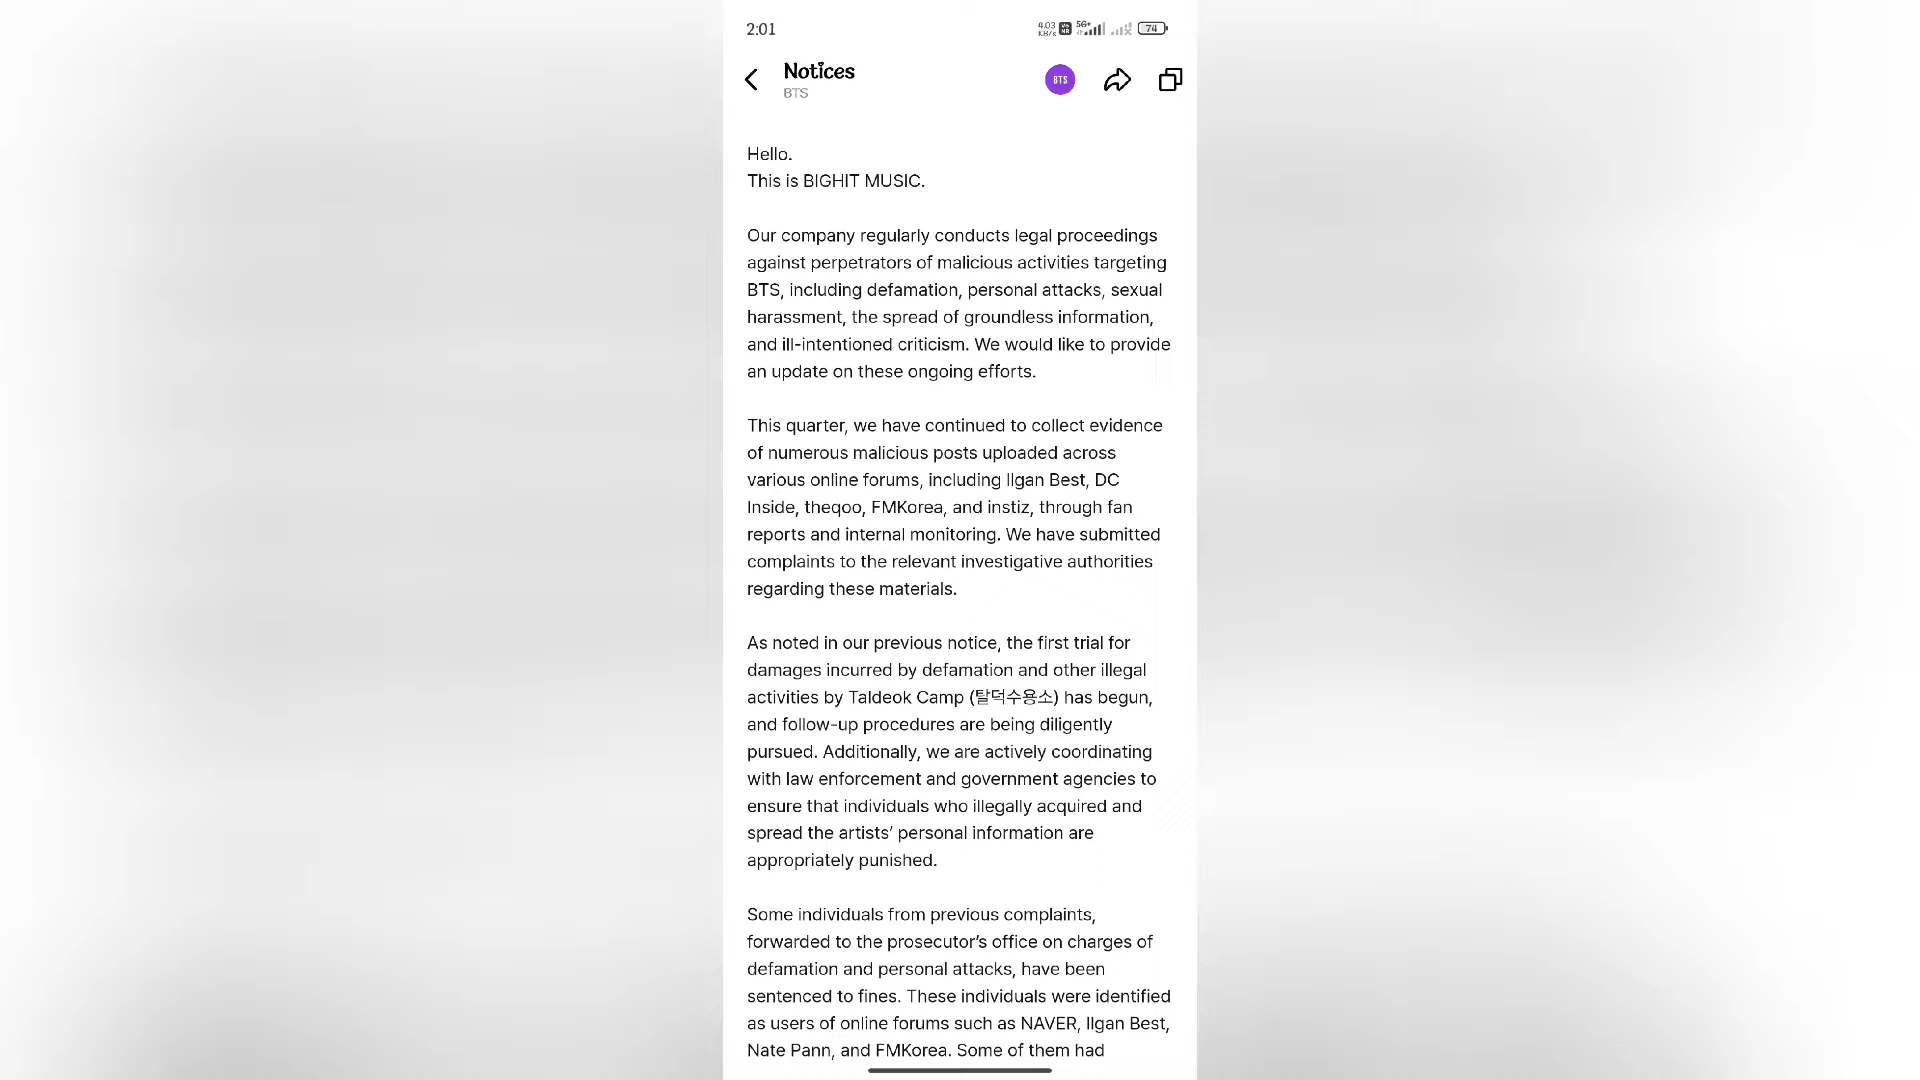 2:01
4.03
KB/s
5G+
74
Notices
BTS
BTS
Hello.
This is BIGHIT MUSIC.
Our company regularly conducts legal proceedings
against perpetrators of malicious activities targeting
BTS, including defamation, personal attacks, sexual
harassment, the spread of groundless information,
and ill-intentioned criticism. We would like to provide
an update on these ongoing efforts.
This quarter, we have continued to collect evidence
of numerous malicious posts uploaded across
various online forums, including Ilgan Best, DC
Inside, theqoo, FMKorea, and instiz, through fan
reports and internal monitoring. We have submitted
complaints to the relevant investigative authorities
regarding these materials.
As noted in our previous notice, the first trial for
damages incurred by defamation and other illegal
activities by Taldeok Camp (탈덕수용소) has begun,
and follow-up procedures are being diligently
pursued. Additionally, we are actively coordinating
with law enforcement and government agencies to
ensure that individuals who illegally acquired and
spread the artists’ personal information are
appropriately punished.
Some individuals from previous complaints,
forwarded to the prosecutor’s office on charges of
defamation and personal attacks, have been
sentenced to fines. These individuals were identified
as users of online forums such as NAVER, Ilgan Best,
Nate Pann, and FMKorea. Some of them had